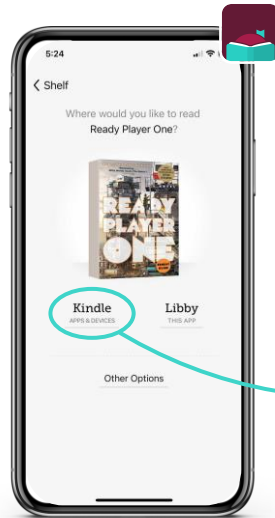 5:24
Shelf
Where would you like to read
Ready Player One?
READY
PLAYER
ONE
Kindle
APPS & DEVICES
Libby
THIS APP
Other Options